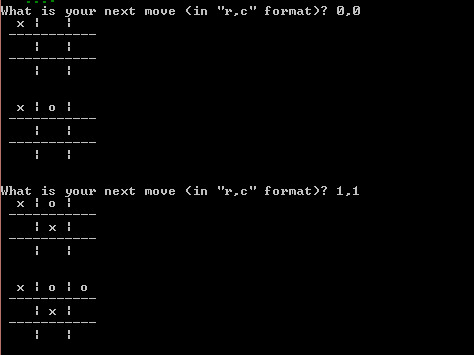 What is your next move (in "r,c" format)? 0,0
x ¦   ¦
-----------
  ¦   ¦
-----------
  ¦   ¦
x ¦ o ¦
-----------
  ¦   ¦
-----------
  ¦   ¦
What is your next move (in "r,c" format)? 1,1
x ¦ o ¦
-----------
  ¦ x ¦
-----------
  ¦   ¦
x ¦ o ¦ o
-----------
  ¦ x ¦
-----------
  ¦   ¦